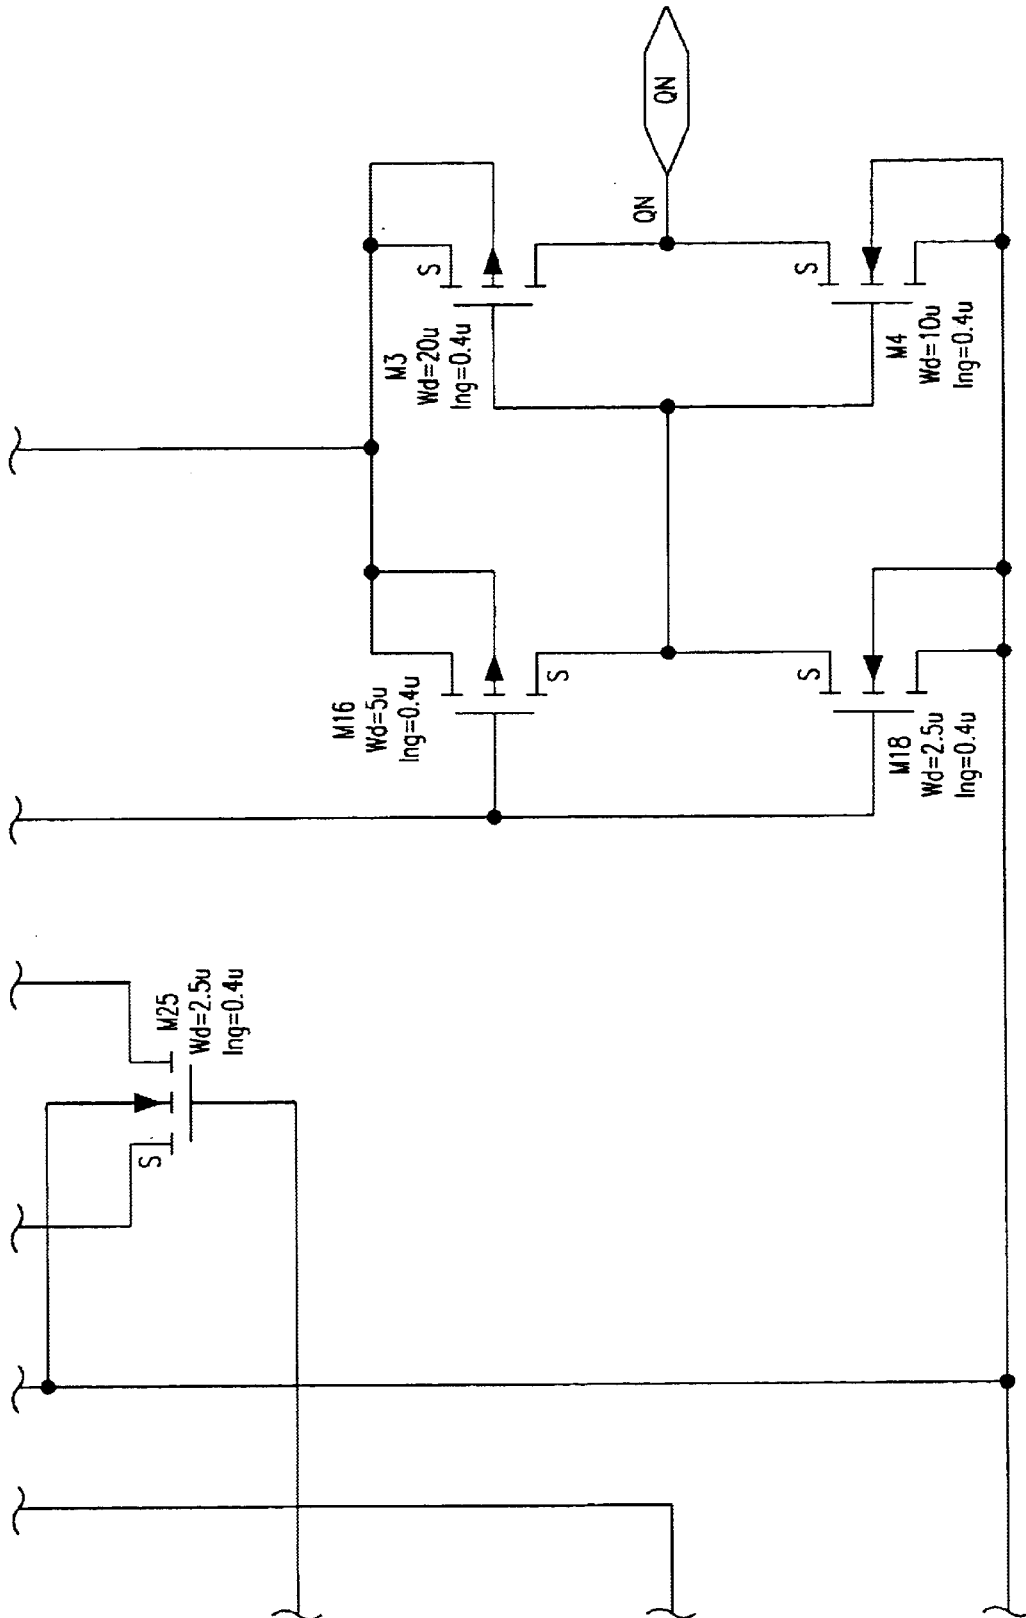 QN
QN
S
M3
Wd=20u
lng=0.4u
S
M4
Wd=10u
lng=0.4u
M16
Wd=5u
lng=0.4u
S
S
M18
Wd=2.5u
lng=0.4u
M25
Wd=2.5u
lng=0.4u
S